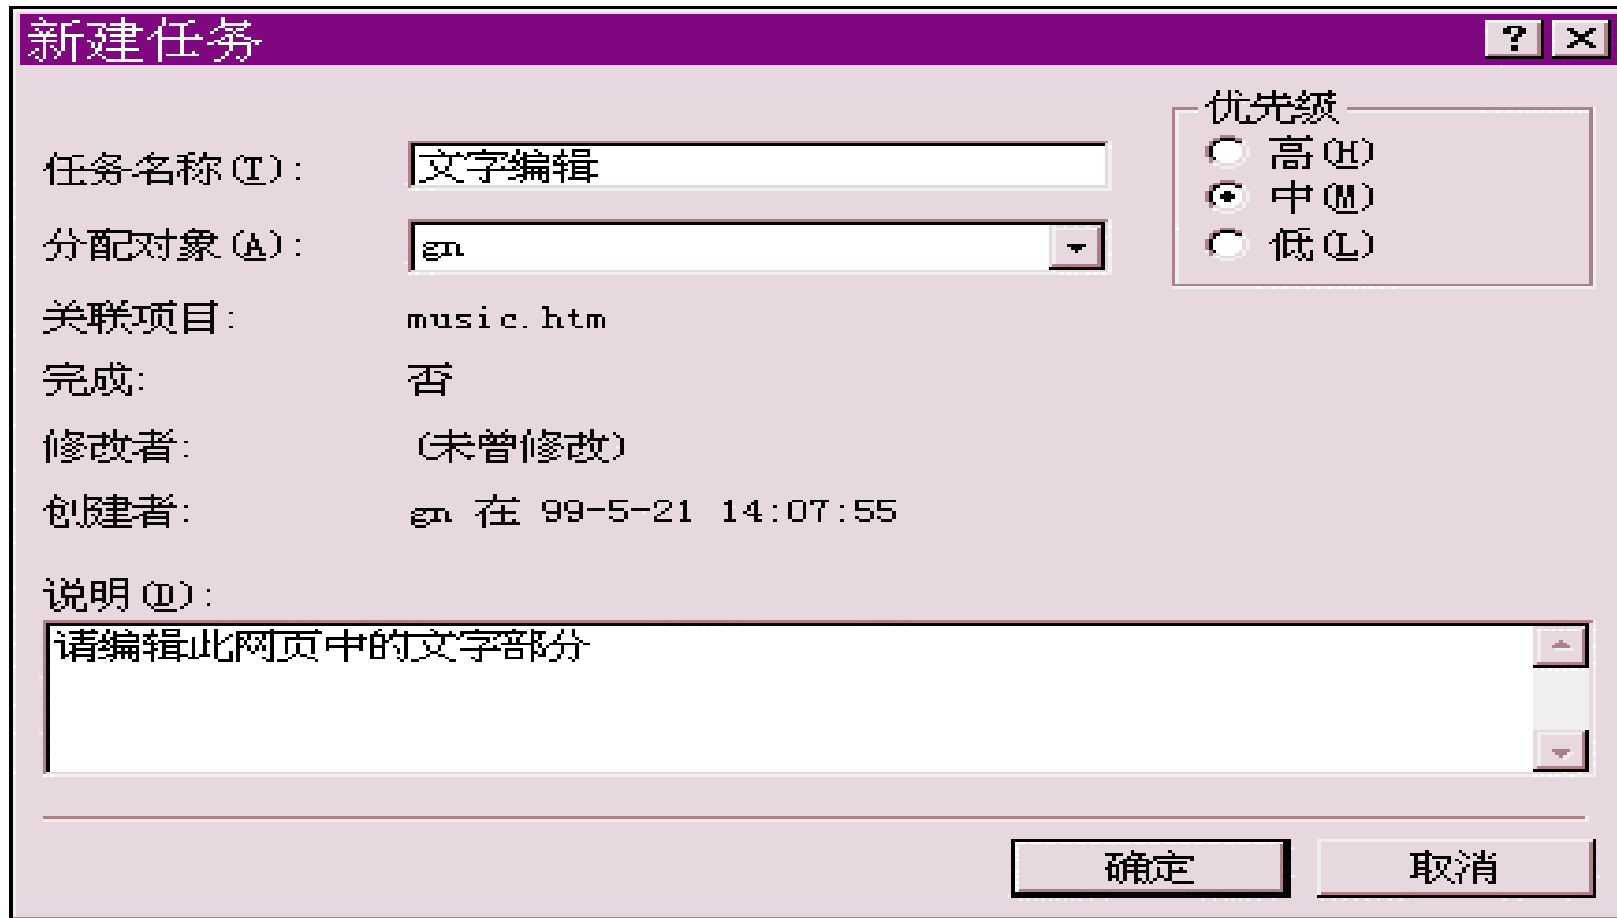 新建任务
优先级
任务名称(T): 文字编辑
高(H)
中(M)
分配对象(A): gn
低(L)
关联项目: music.htm
完成: 否
修改者: (未曾修改)
创建者: gn 在 99-5-21 14:07:55
说明(D):
请编辑此网页中的文字部分
确定 取消